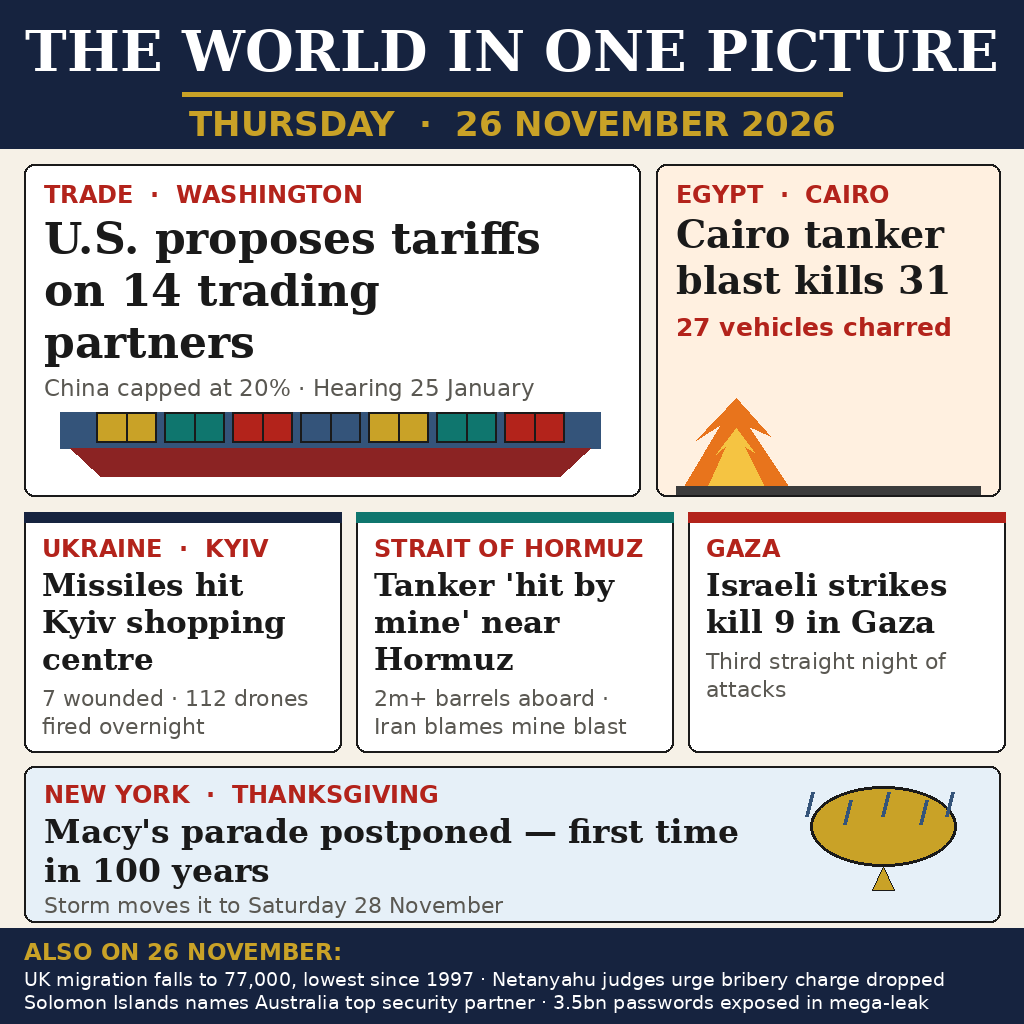 THE WORLD IN ONE PICTURE
THURSDAY · 26 NOVEMBER 2026
TRADE · WASHINGTON
U.S. proposes tariffs
on 14 trading
partners
China capped at 20% · Hearing 25 January
EGYPT · CAIRO
Cairo tanker
blast kills 31
27 vehicles charred
UKRAINE · KYIV
Missiles hit
Kyiv shopping
centre
7 wounded · 112 drones
fired overnight
STRAIT OF HORMUZ
Tanker 'hit by
mine' near
Hormuz
2m+ barrels aboard ·
Iran blames mine blast
GAZA
Israeli strikes
kill 9 in Gaza
Third straight night of
attacks
NEW YORK · THANKSGIVING
Macy's parade postponed — first time
in 100 years
Storm moves it to Saturday 28 November
ALSO ON 26 NOVEMBER:
UK migration falls to 77,000, lowest since 1997 · Netanyahu judges urge bribery charge dropped
Solomon Islands names Australia top security partner · 3.5bn passwords exposed in mega-leak